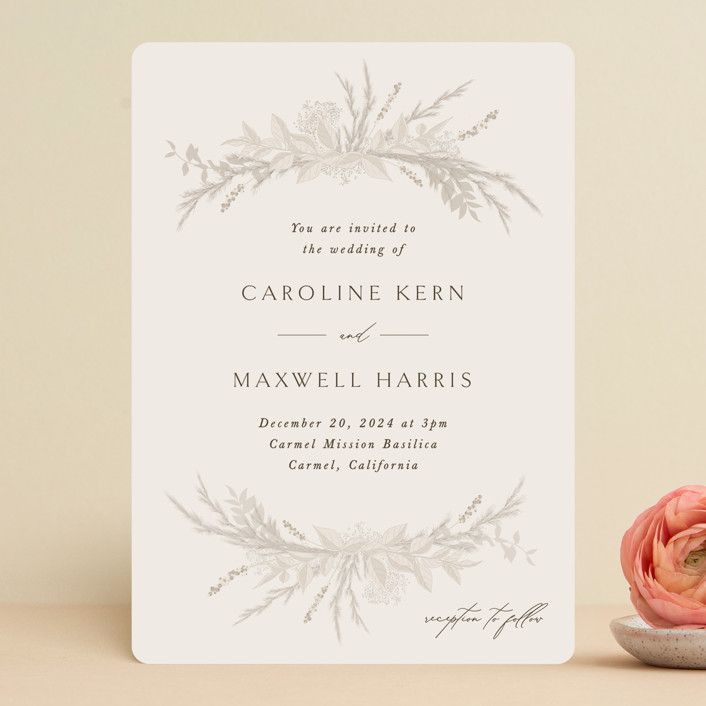 You are invited to
the wedding of
CAROLINE KERN
and
MAXWELL HARRIS
December 20, 2024 at 3pm
Carmel Mission Basilica
Carmel, California
reception to follow